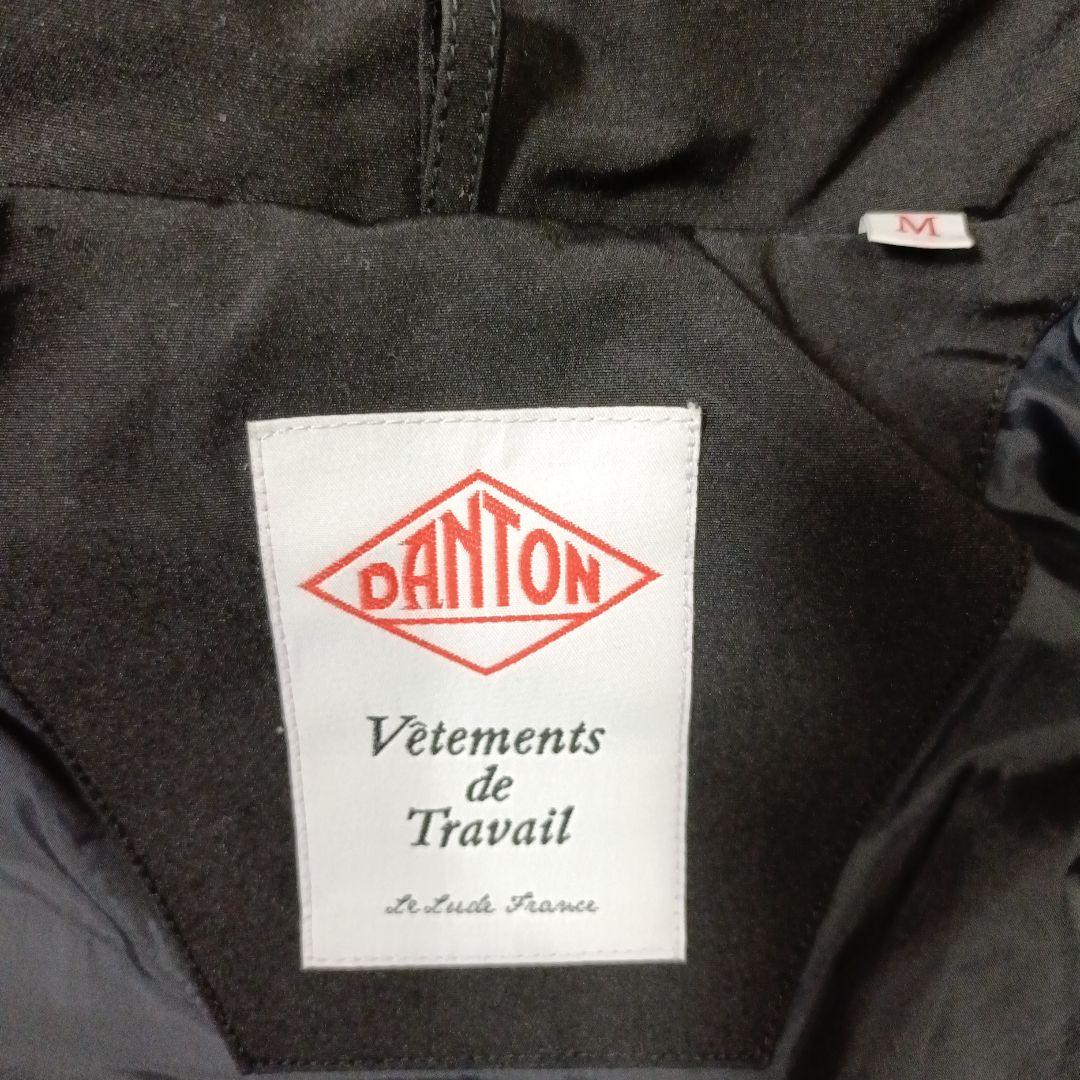 M
DANTON
Vêtements
de
Travail
Le Lude France